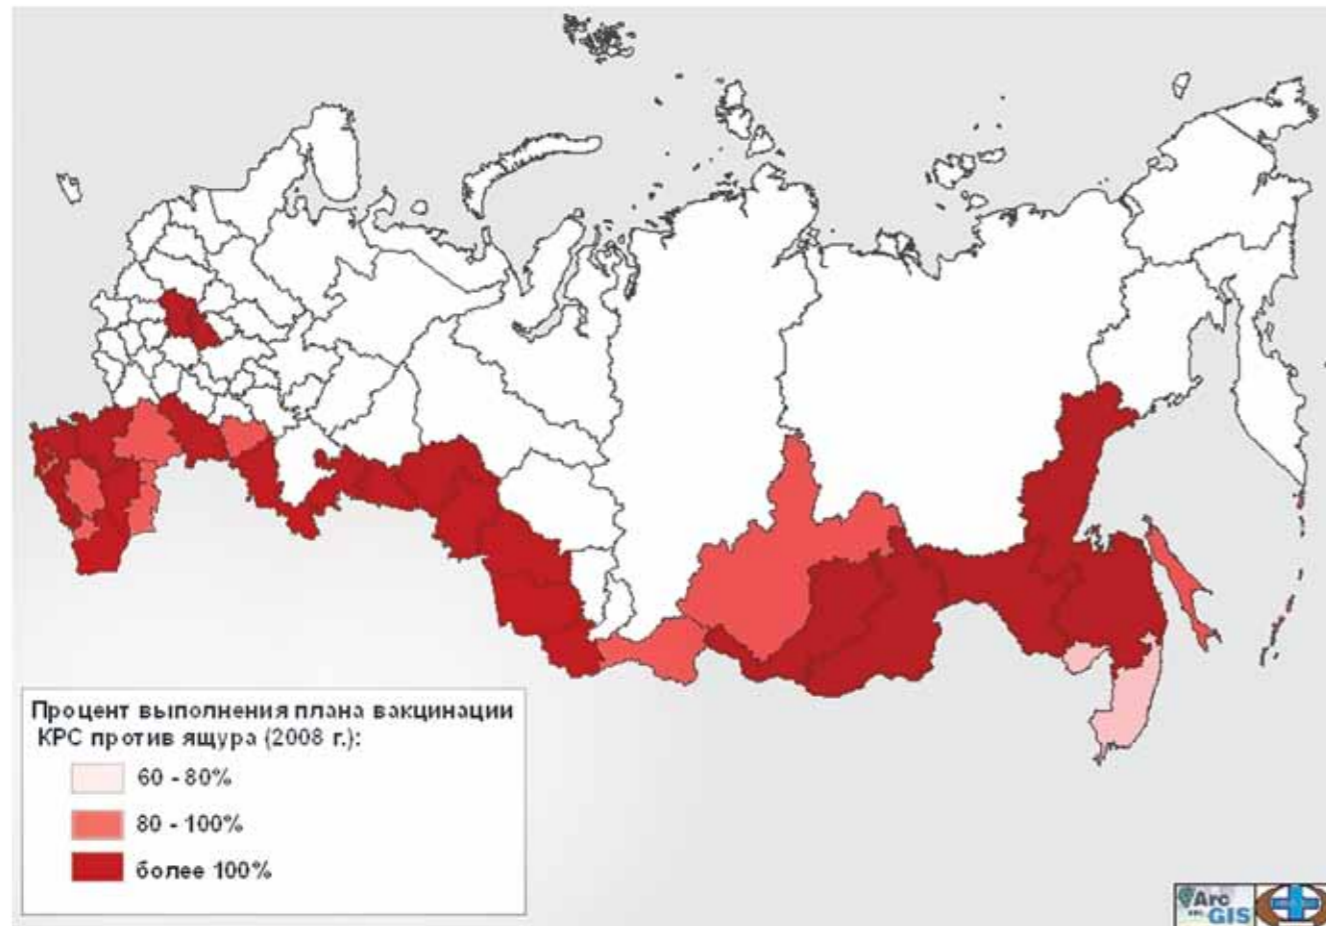 Процент выполнения плана вакцинации
КРС против ящура (2008 г.):
60 - 80%
80 - 100%
более 100%
Arc
GIS